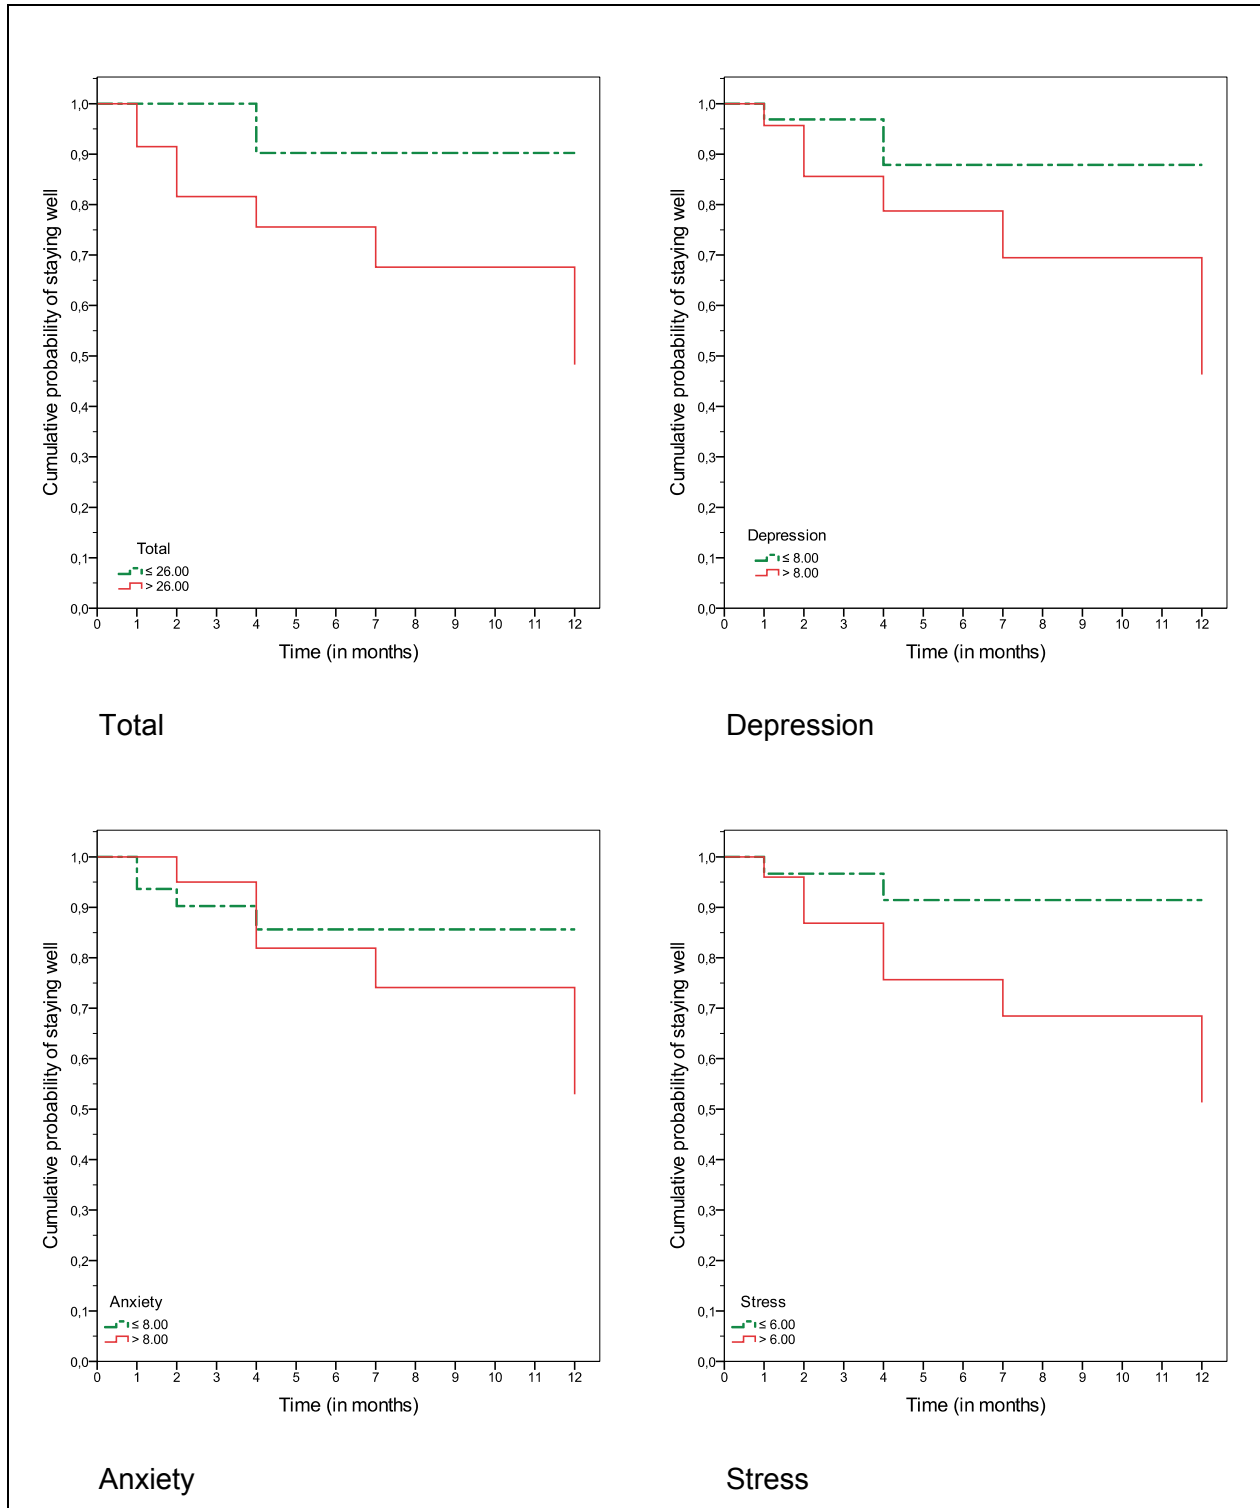 1,0
0,9
0,8
0,7
0,6
0,5
0,4
0,3
0,2
0,1
0,0
Cumulative probability of staying well
Total
≤ 26.00
> 26.00
0 1 2 3 4 5 6 7 8 9 10 11 12
Time (in months)
Total
1,0
0,9
0,8
0,7
0,6
0,5
0,4
0,3
0,2
0,1
0,0
Cumulative probability of staying well
Depression
≤ 8.00
> 8.00
0 1 2 3 4 5 6 7 8 9 10 11 12
Time (in months)
Depression
1,0
0,9
0,8
0,7
0,6
0,5
0,4
0,3
0,2
0,1
0,0
Cumulative probability of staying well
Anxiety
≤ 8.00
> 8.00
0 1 2 3 4 5 6 7 8 9 10 11 12
Time (in months)
Anxiety
1,0
0,9
0,8
0,7
0,6
0,5
0,4
0,3
0,2
0,1
0,0
Cumulative probability of staying well
Stress
≤ 6.00
> 6.00
0 1 2 3 4 5 6 7 8 9 10 11 12
Time (in months)
Stress